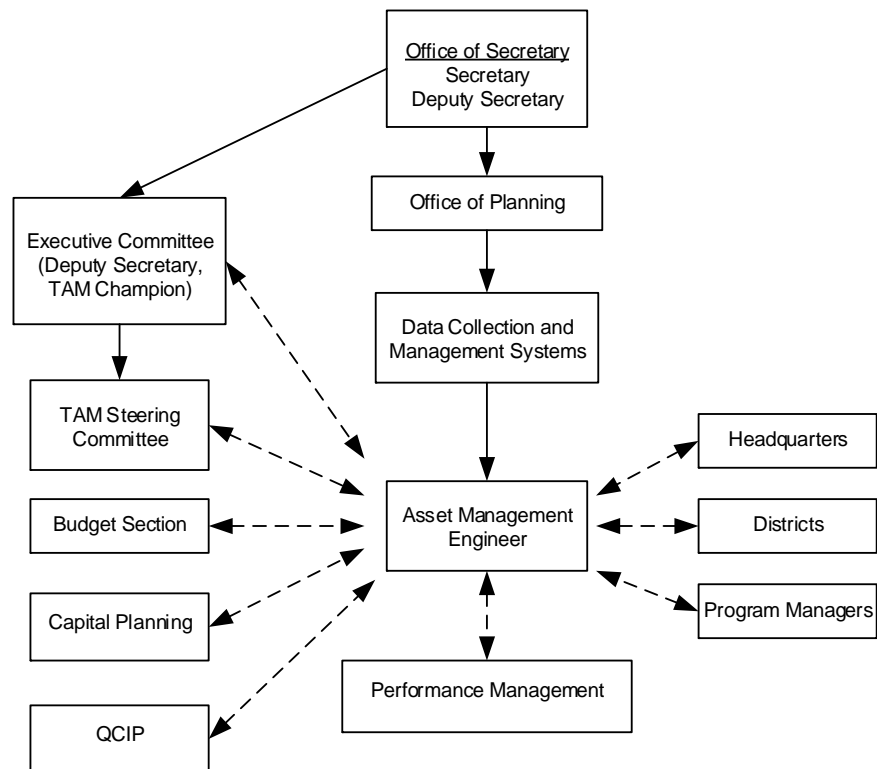 Office of Secretary
Secretary
Deputy Secretary
Office of Planning
Executive Committee
(Deputy Secretary,
TAM Champion)
Data Collection and
Management Systems
TAM Steering
Committee
Headquarters
Budget Section
Asset Management
Engineer
Districts
Capital Planning
Program Managers
Performance Management
QCIP